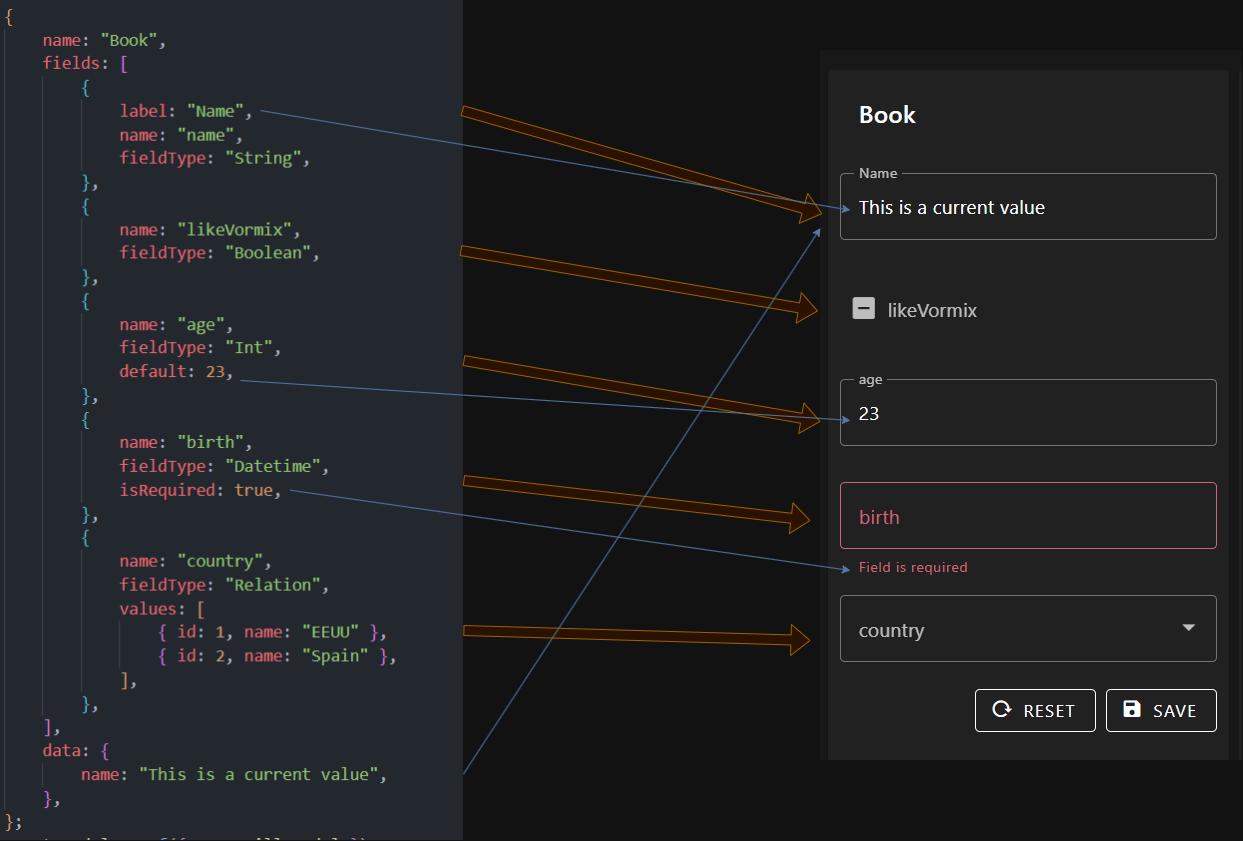 {
name: "Book",
fields: [
{
label: "Name",
name: "name",
fieldType: "String",
},
{
name: "likeVormix",
fieldType: "Boolean",
},
{
name: "age",
fieldType: "Int",
default: 23,
},
{
name: "birth",
fieldType: "Datetime",
isRequired: true,
},
{
name: "country",
fieldType: "Relation",
values: [
{ id: 1, name: "EEUU" },
{ id: 2, name: "Spain" },
],
},
],
data: {
name: "This is a current value",
},
};
Book
Name
This is a current value
likeVormix
age
23
birth
Field is required
country
RESET
SAVE